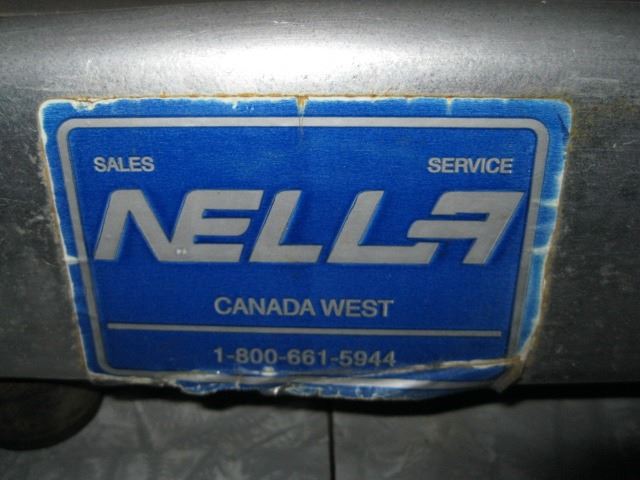 SALES SERVICE
NELLA
CANADA WEST
1-800-661-5944